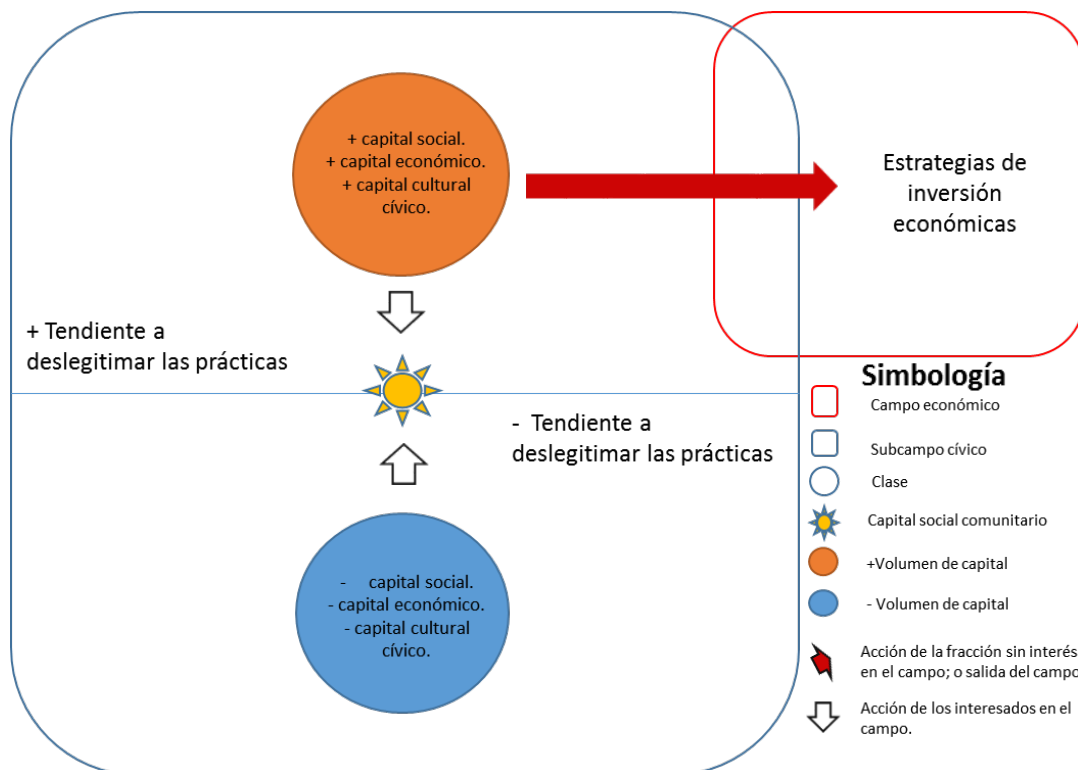 + capital social.
+ capital económico.
+ capital cultural
cívico.
Estrategias de
inversión
económicas
+ Tendiente a
deslegitimar las prácticas
- Tendiente a
deslegitimar las prácticas
- capital social.
- capital económico.
- capital cultural
cívico.
Simbología
Campo económico
Subcampo cívico
Clase
Capital social comunitario
+Volumen de capital
- Volumen de capital
Acción de la fracción sin interés
en el campo; o salida del campo
Acción de los interesados en el
campo.